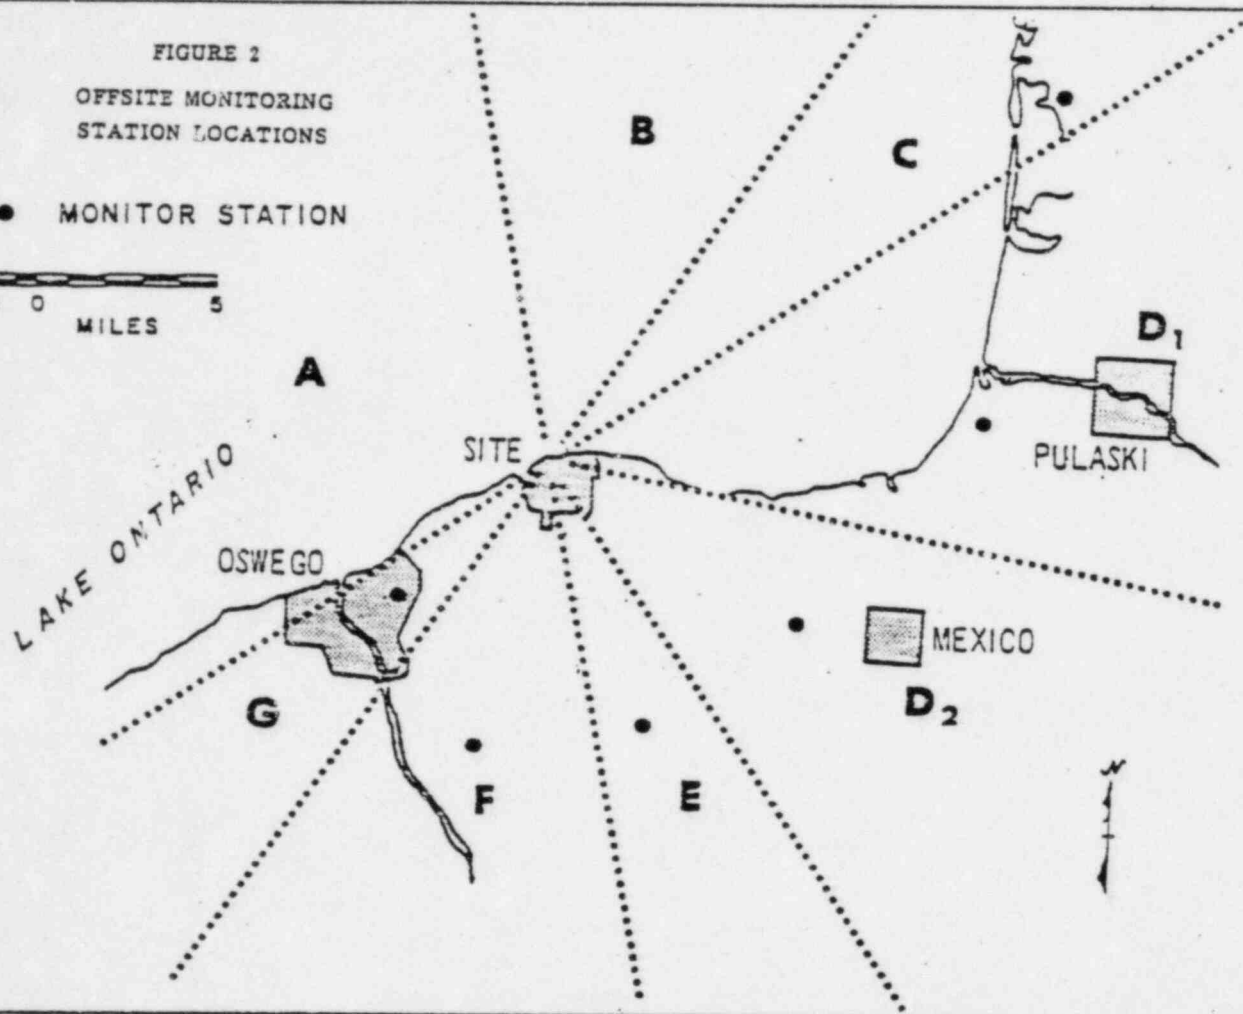 FIGURE 2
OFFSITE MONITORING
STATION LOCATIONS
MONITOR STATION
0 5
MILES
A
B
C
D1
SITE
PULASKI
LAKE ONTARIO
OSWEGO
MEXICO
D2
G
F
E
N